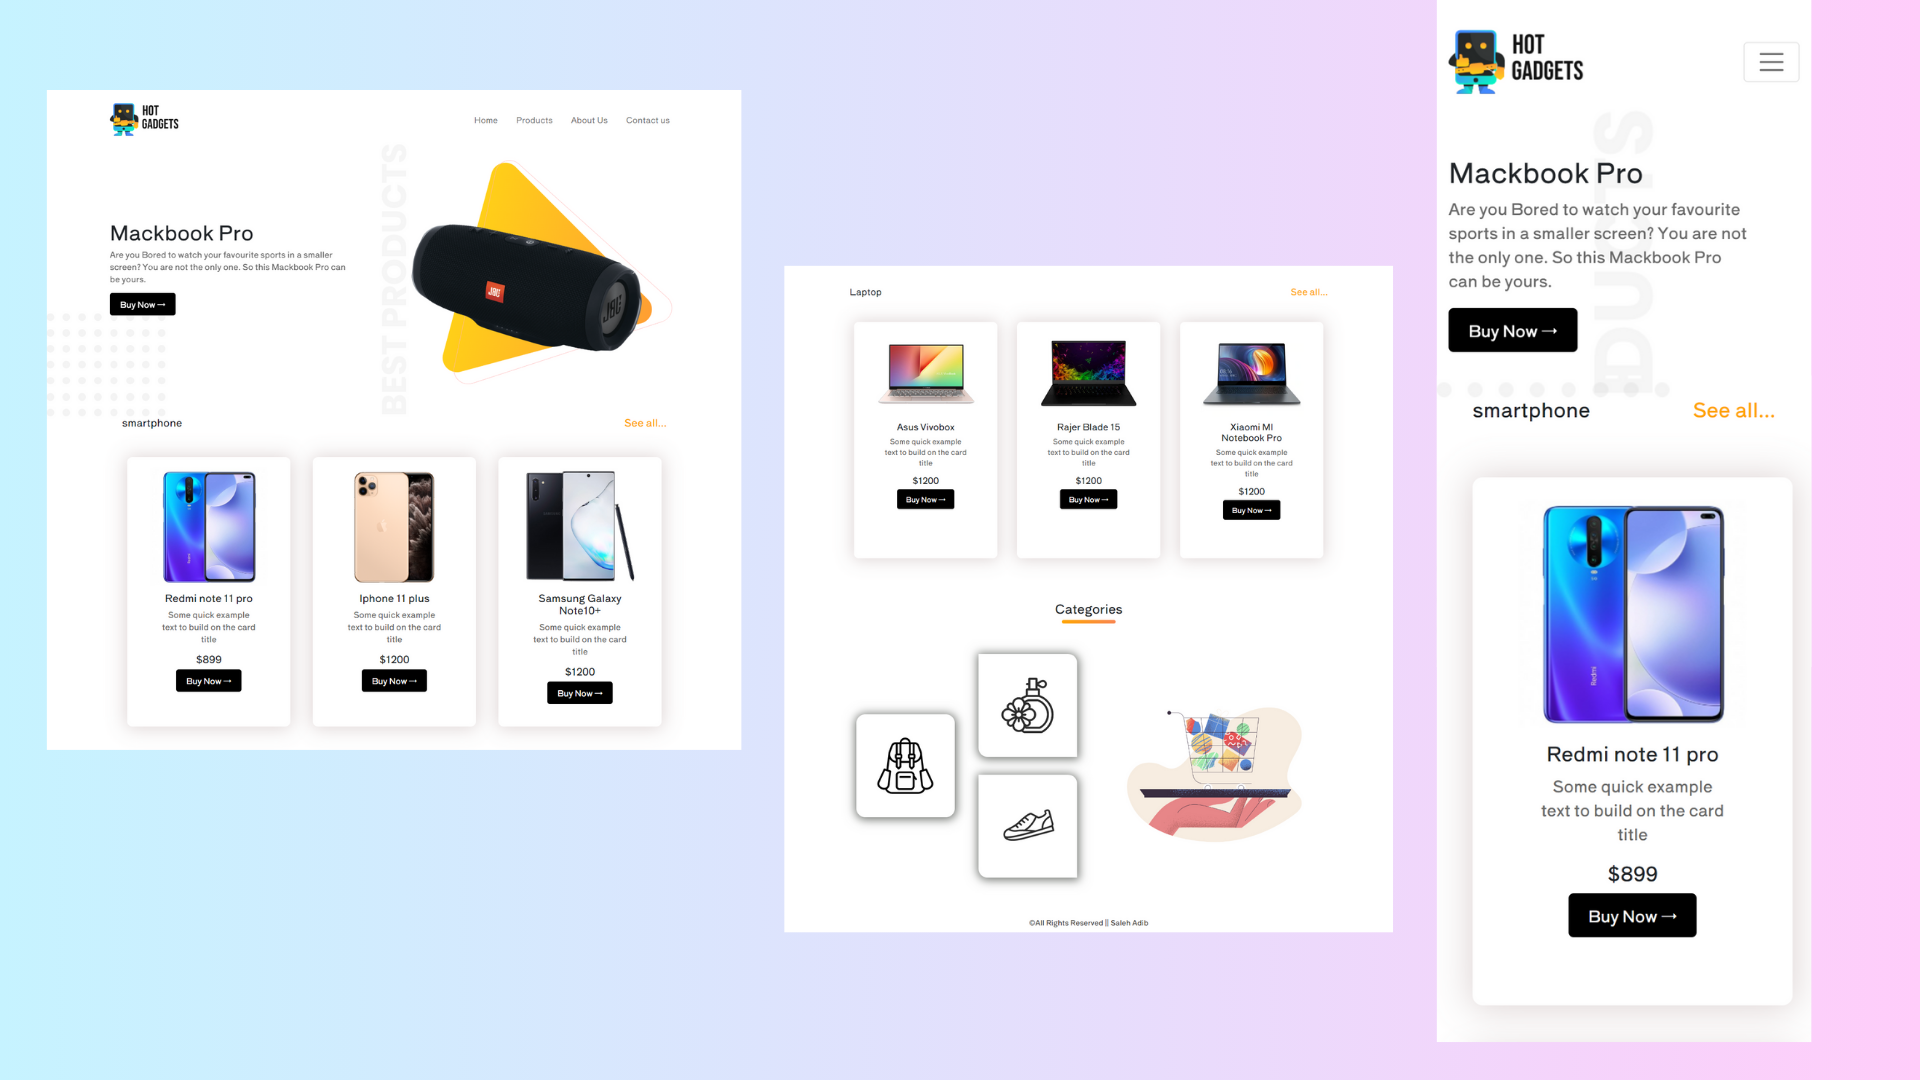 HOT
GADGETS
Home Products About Us Contact us
BEST PRODUCTS
Mackbook Pro
Are you Bored to watch your favourite sports in a smaller
screen? You are not the only one. So this Mackbook Pro can
be yours.
Buy Now→
JBL
JBL
smartphone See all...
Redmi note 11 pro
Some quick example
text to build on the card
title
$899
Buy Now→
Iphone 11 plus
Some quick example
text to build on the card
title
$1200
Buy Now→
Samsung Galaxy
Note10+
Some quick example
text to build on the card
title
$1200
Buy Now→
Laptop See all...
Asus Vivobox
Some quick example
text to build on the card
title
$1200
Buy Now→
Rajer Blade 15
Some quick example
text to build on the card
title
$1200
Buy Now→
Xiaomi MI
Notebook Pro
Some quick example
text to build on the card
title
$1200
Buy Now→
Categories
©All Rights Reserved || Saleh Adib
HOT
GADGETS
DUCTS
Mackbook Pro
Are you Bored to watch your favourite
sports in a smaller screen? You are not
the only one. So this Mackbook Pro
can be yours.
Buy Now→
smartphone See all...
Redmi
Redmi note 11 pro
Some quick example
text to build on the card
title
$899
Buy Now→